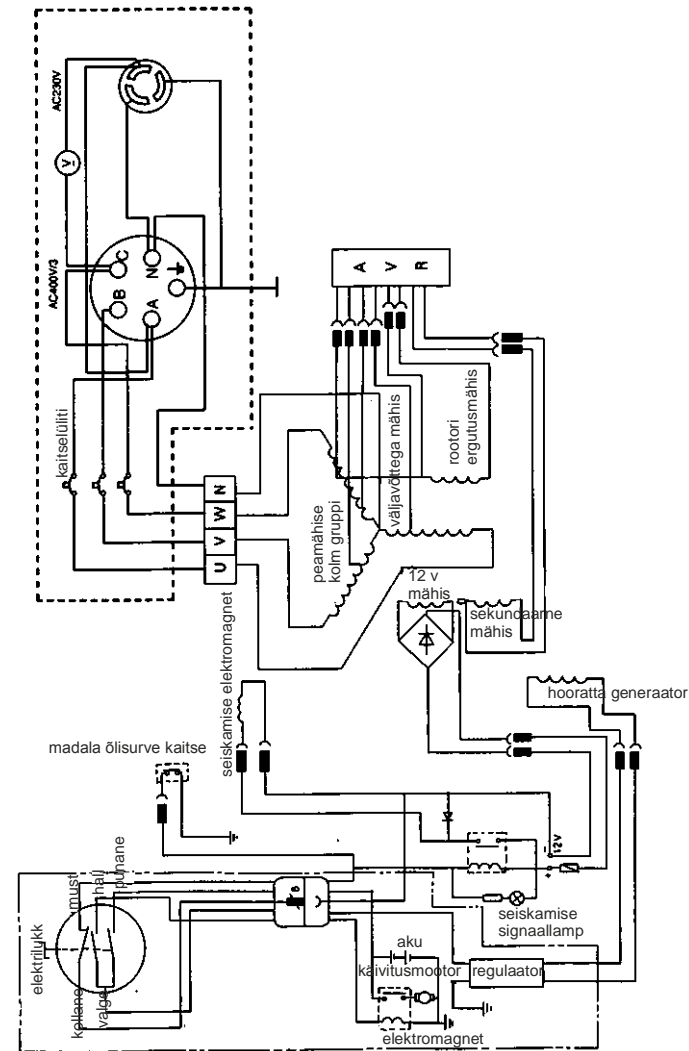 AC230V
V
AC400V/3
C
B
N
A
kaitselüliti
A
V
R
N
W
V
U
peamähise
kolm gruppi
väljavõttega mähis
rootori
ergutusmähis
12 v
mähis
sekundaarne
mähis
seiskamise elektromagnet
hooratta generaator
madala õlisurve kaitse
12V
-
+
seiskamise
signaallamp
must
hall
punane
elektrilukk
kollane
valge
6
aku
käivitusmootor
regulaator
elektromagnet